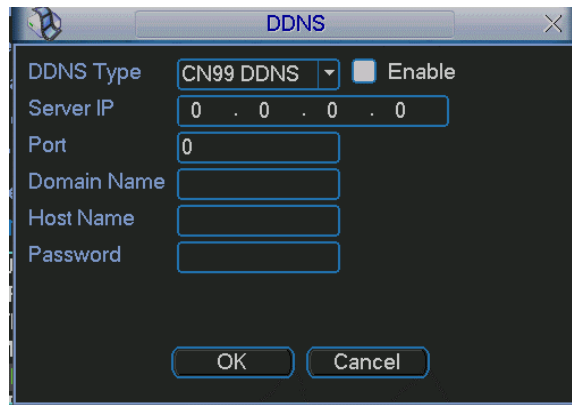 DDNS
DDNS Type CN99 DDNS Enable
Server IP 0 . 0 . 0 . 0
Port 0
Domain Name
Host Name
Password
OK Cancel